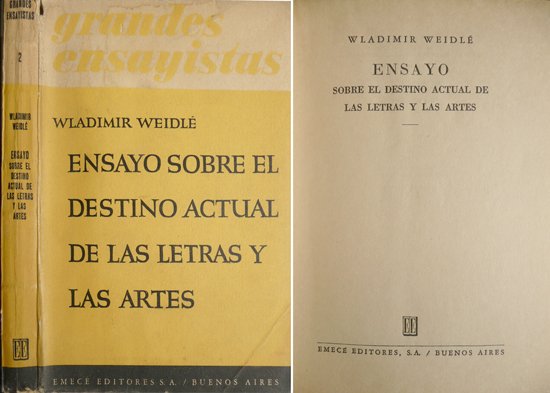 GRANDES
ENSAYISTAS
2
WLADIMIR
WEIDLÉ
ENSAYO
SOBRE EL
DESTINO
ACTUAL DE
LAS LETRAS
Y LAS
ARTES
EE
grandes
ensayistas
WLADIMIR WEIDLÉ
ENSAYO SOBRE EL
DESTINO ACTUAL
DE LAS LETRAS Y
LAS ARTES
EMECÉ EDITORES S.A. / BUENOS AIRES
WLADIMIR WEIDLÉ
ENSAYO
SOBRE EL DESTINO ACTUAL DE
LAS LETRAS Y LAS ARTES
EE
EMECÉ EDITORES, S.A. / BUENOS AIRES